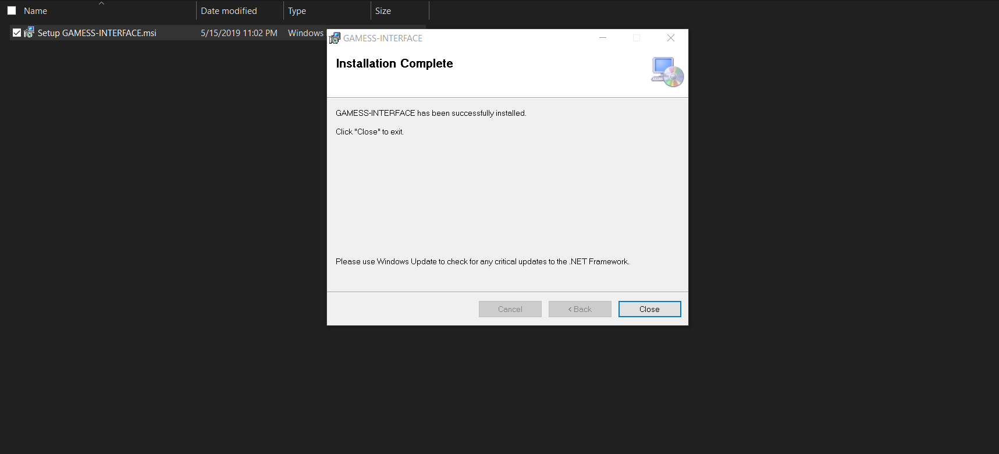 Name Date modified Type Size
Setup GAMESS-INTERFACE.msi 5/15/2019 11:02 PM Windows
GAMESS-INTERFACE
Installation Complete
GAMESS-INTERFACE has been successfully installed.
Click "Close" to exit.
Please use Windows Update to check for any critical updates to the .NET Framework.
Cancel < Back Close